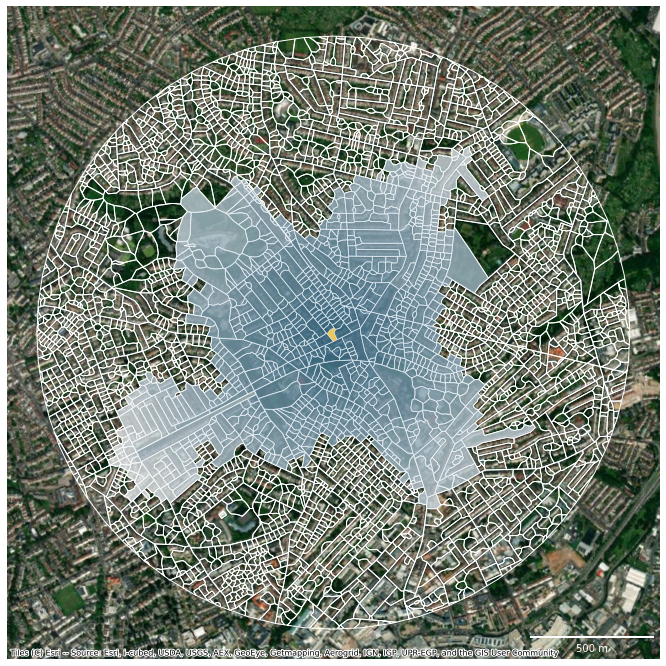 Tiles (C) Esri -- Source: Esri, i-cubed, USDA, USGS, AEX, GeoEye, Getmapping, Aerogrid, IGN, IGP, UPR-EGP, and the GIS User Community
500 m